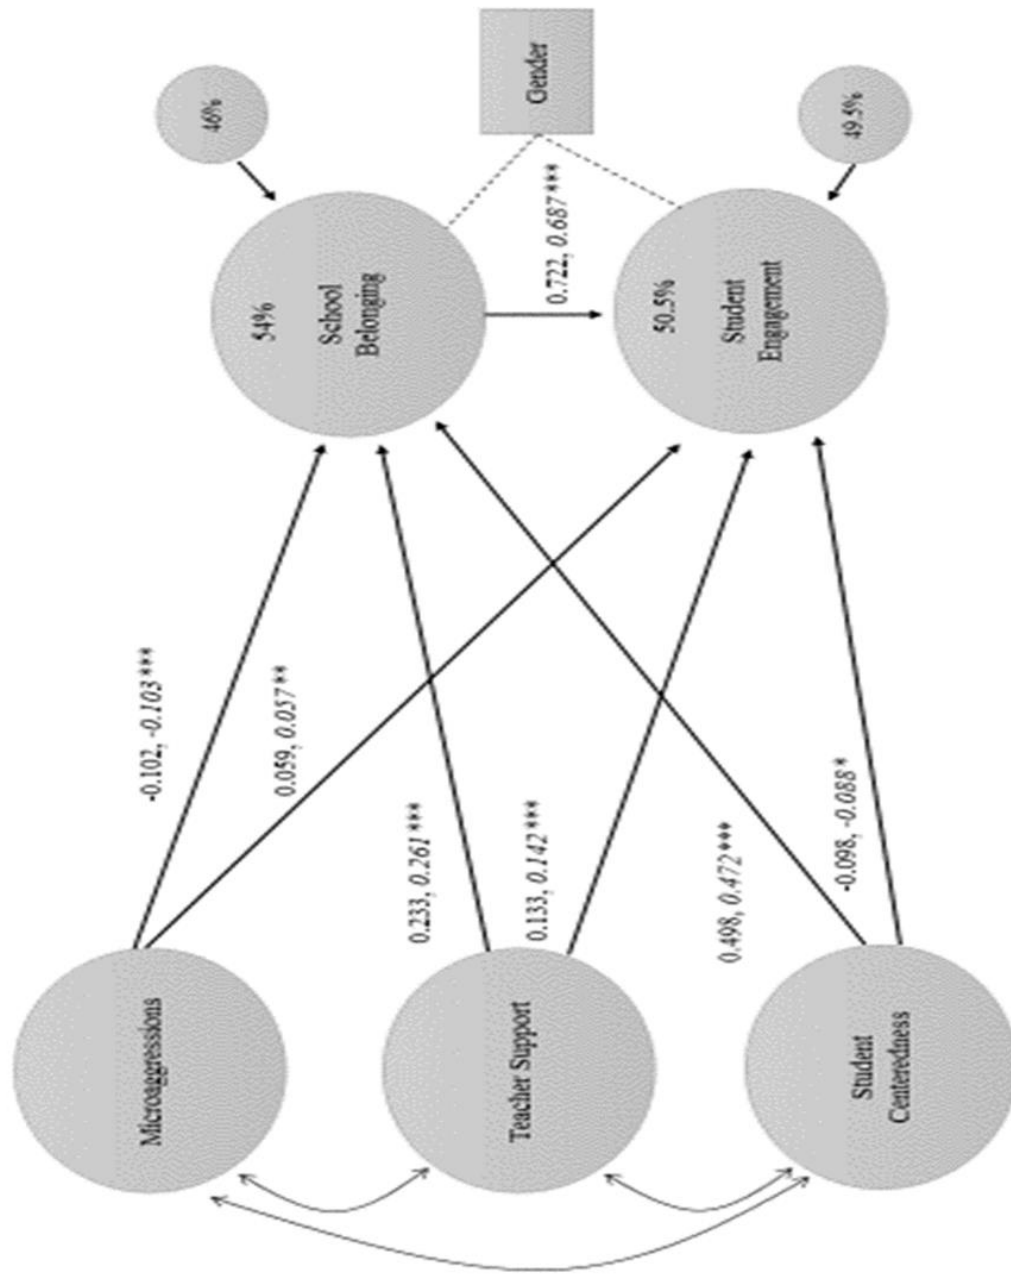 Microaggressions
Teacher Support
Student
Centeredness
-0.102, -0.103***
0.059, 0.057**
0.233, 0.261***
0.133, 0.142***
0.498, 0.472***
-0.098, -0.088*
54%
School
Belonging
0.722, 0.687***
50.5%
Student
Engagement
46%
Gender
49.5%